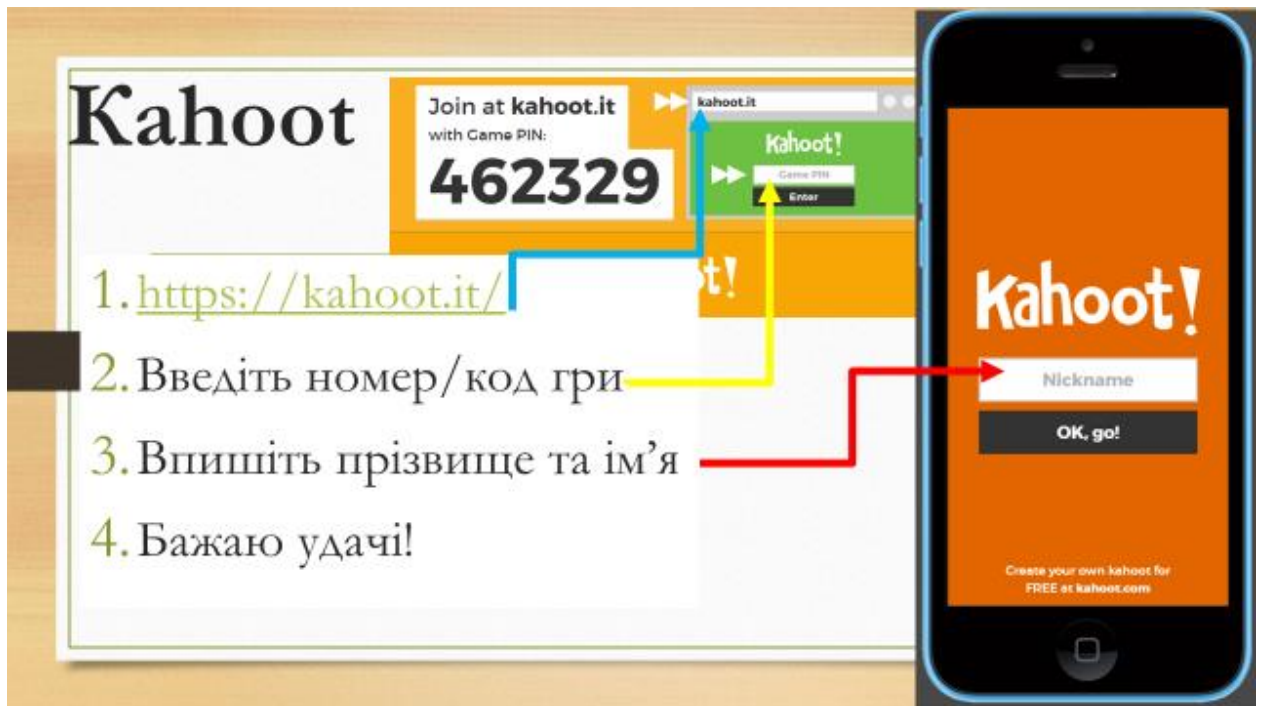 Kahoot
Join at kahoot.it
with Game PIN:
462329
kahoot.it
Kahoot!
Game PIN
Enter
t!
1. https://kahoot.it/
2. Введіть номер/код гри
3. Впишіть прізвище та ім’я
4. Бажаю удачі!
Kahoot!
Nickname
OK, go!
Create your own kahoot for
FREE at kahoot.com